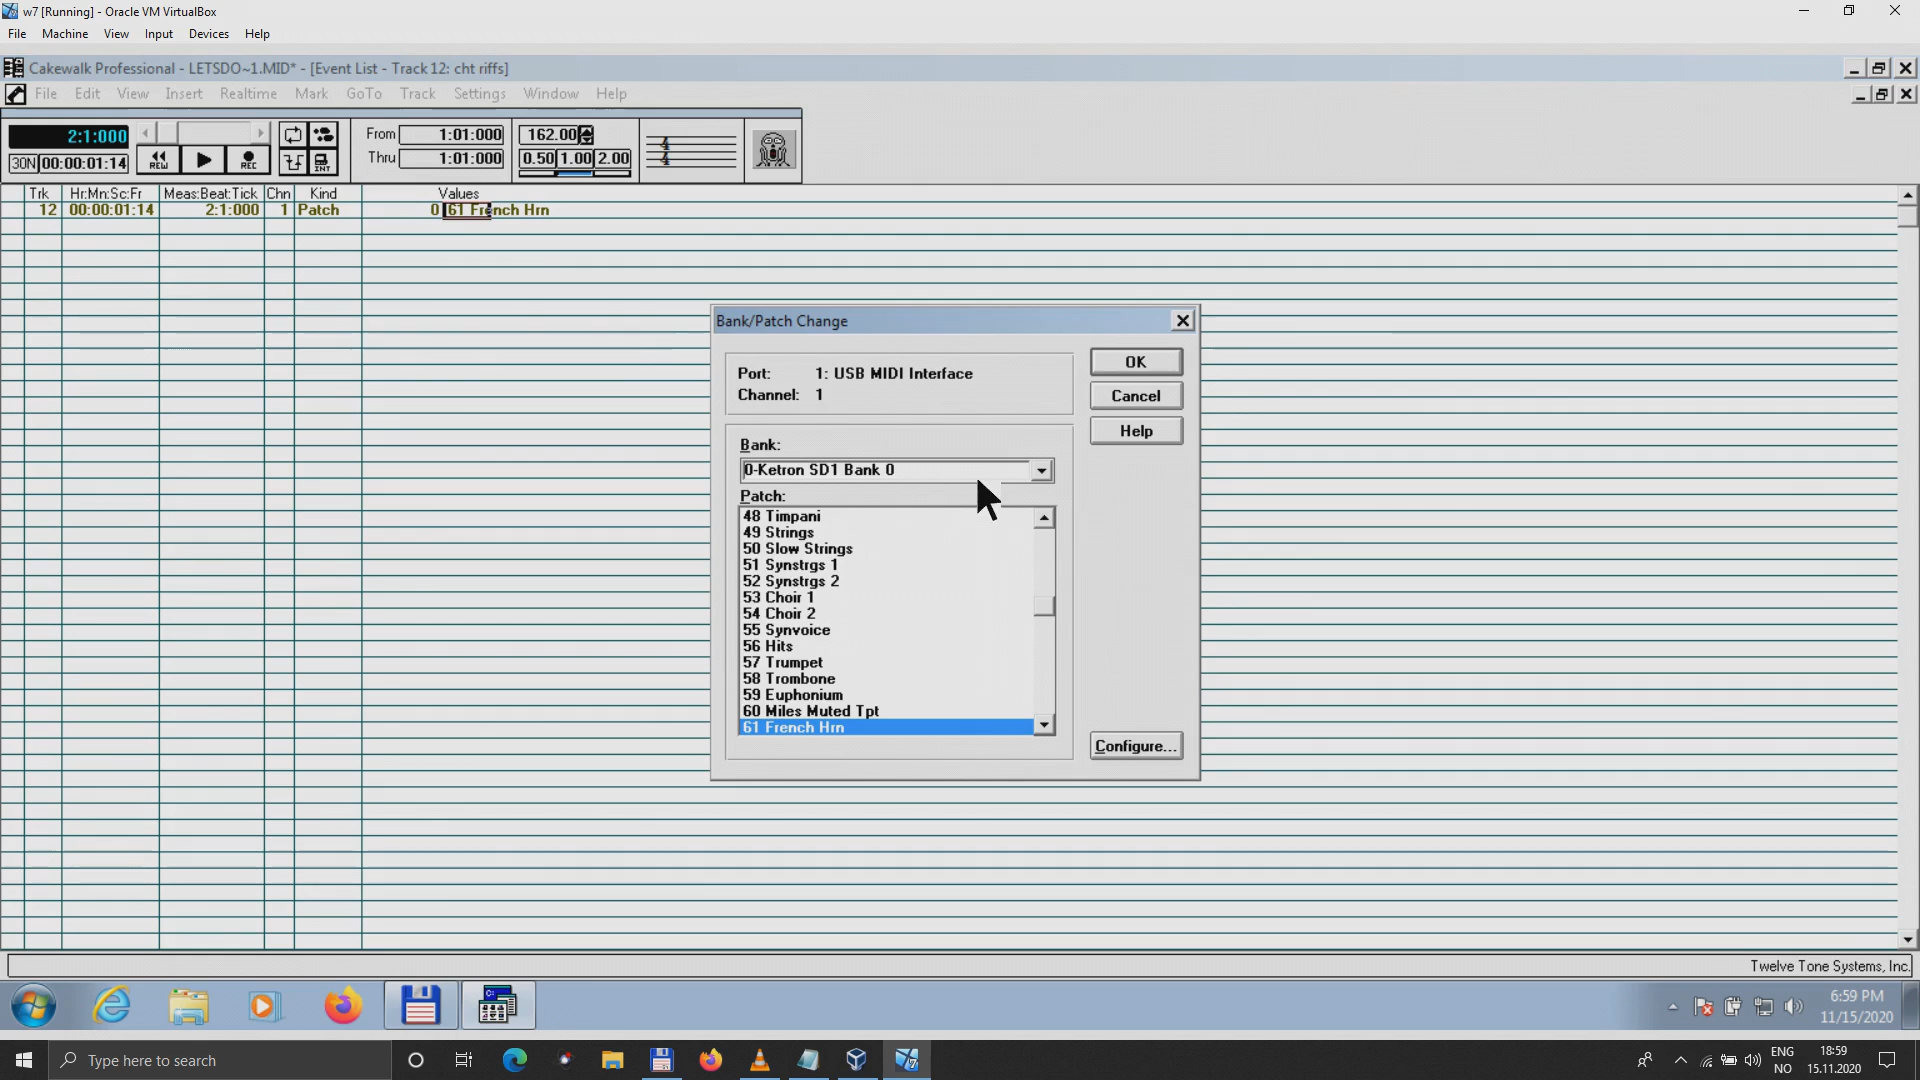 w7 [Running] - Oracle VM VirtualBox
File Machine View Input Devices Help
Cakewalk Professional - LETSDO~1.MID* - [Event List - Track 12: cht riffs]
File Edit View Insert Realtime Mark GoTo Track Settings Window Help
2:1:000
From 1:01:000
162.00
30N 00:00:01:14
REW
REC
INT
Thru 1:01:000
0.50 1.00 2.00
4
4
Trk Hr:Mn:Sc:Fr Meas:Beat:Tick Chn Kind Values
12 00:00:01:14 2:1:000 1 Patch 0 61 French Hrn
Bank/Patch Change
Port: 1: USB MIDI Interface
Channel: 1
OK
Cancel
Help
Bank:
0-Ketron SD1 Bank 0
Patch:
48 Timpani
49 Strings
50 Slow Strings
51 Synstrgs 1
52 Synstrgs 2
53 Choir 1
54 Choir 2
55 Synvoice
56 Hits
57 Trumpet
58 Trombone
59 Euphonium
60 Miles Muted Tpt
61 French Hrn
Configure...
Twelve Tone Systems, Inc.
6:59 PM
11/15/2020
Type here to search
ENG
NO
18:59
15.11.2020